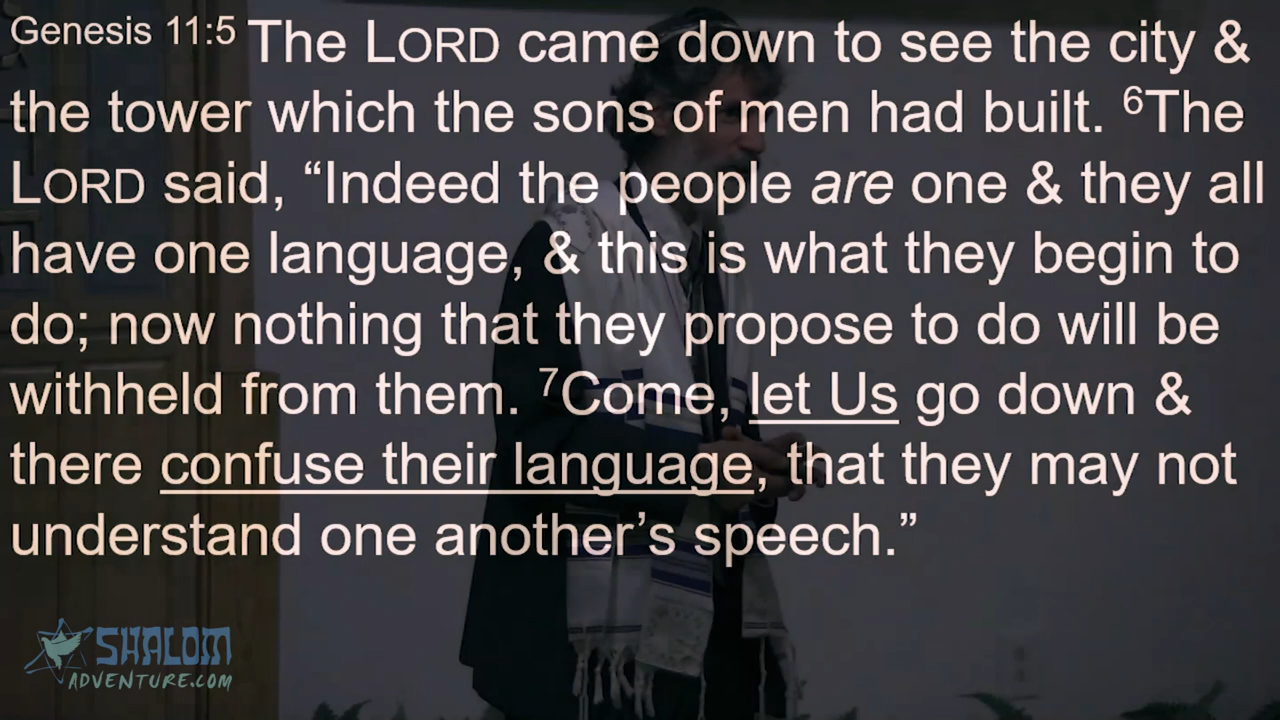 Genesis 11:5 The LORD came down to see the city &
the tower which the sons of men had built. 6The
LORD said, “Indeed the people are one & they all
have one language, & this is what they begin to
do; now nothing that they propose to do will be
withheld from them. 7Come, let Us go down &
there confuse their language, that they may not
understand one another’s speech.”
SHALOM
ADVENTURE.COM